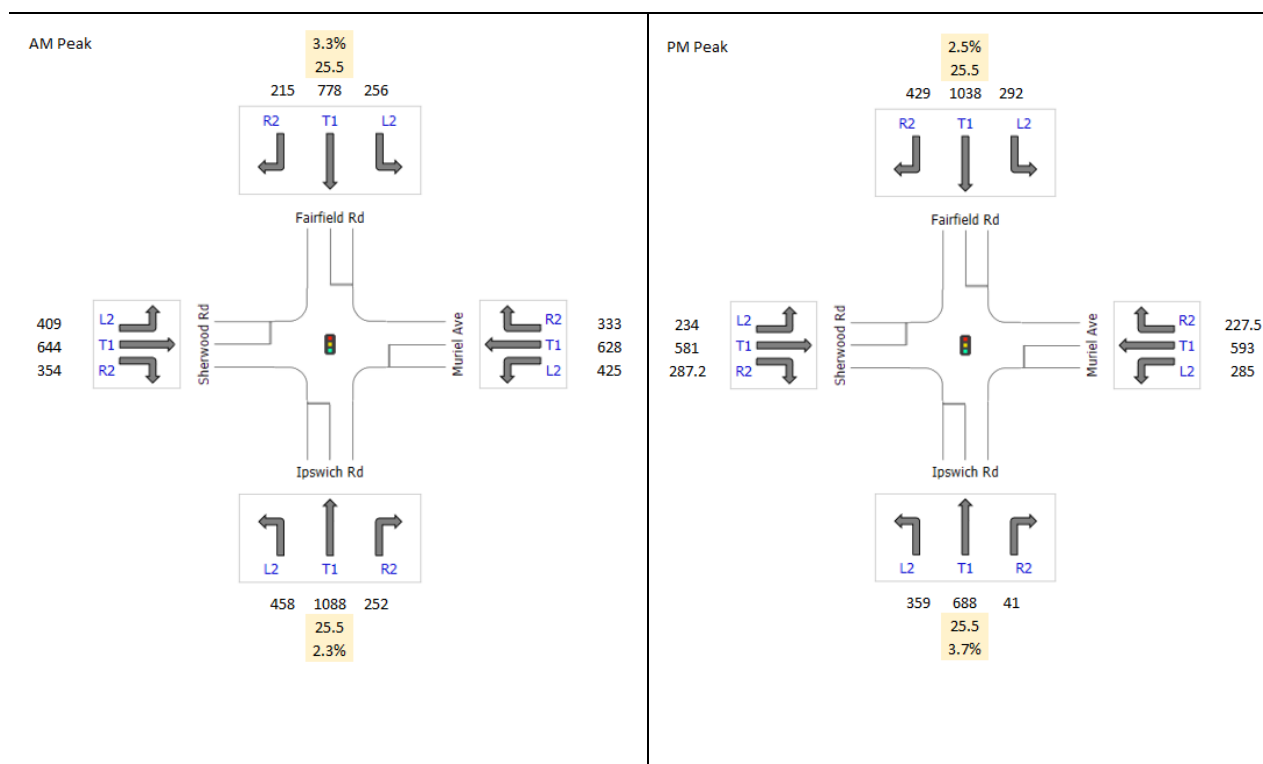 AM Peak
3.3%
25.5
215 778 256
R2 T1 L2
Fairfield Rd
409 L2
644 T1
354 R2
Sherwood Rd
Muriel Ave
R2 333
T1 628
L2 425
Ipswich Rd
L2 T1 R2
458 1088 252
25.5
2.3%
PM Peak
2.5%
25.5
429 1038 292
R2 T1 L2
Fairfield Rd
234 L2
581 T1
287.2 R2
Sherwood Rd
Muriel Ave
R2 227.5
T1 593
L2 285
Ipswich Rd
L2 T1 R2
359 688 41
25.5
3.7%